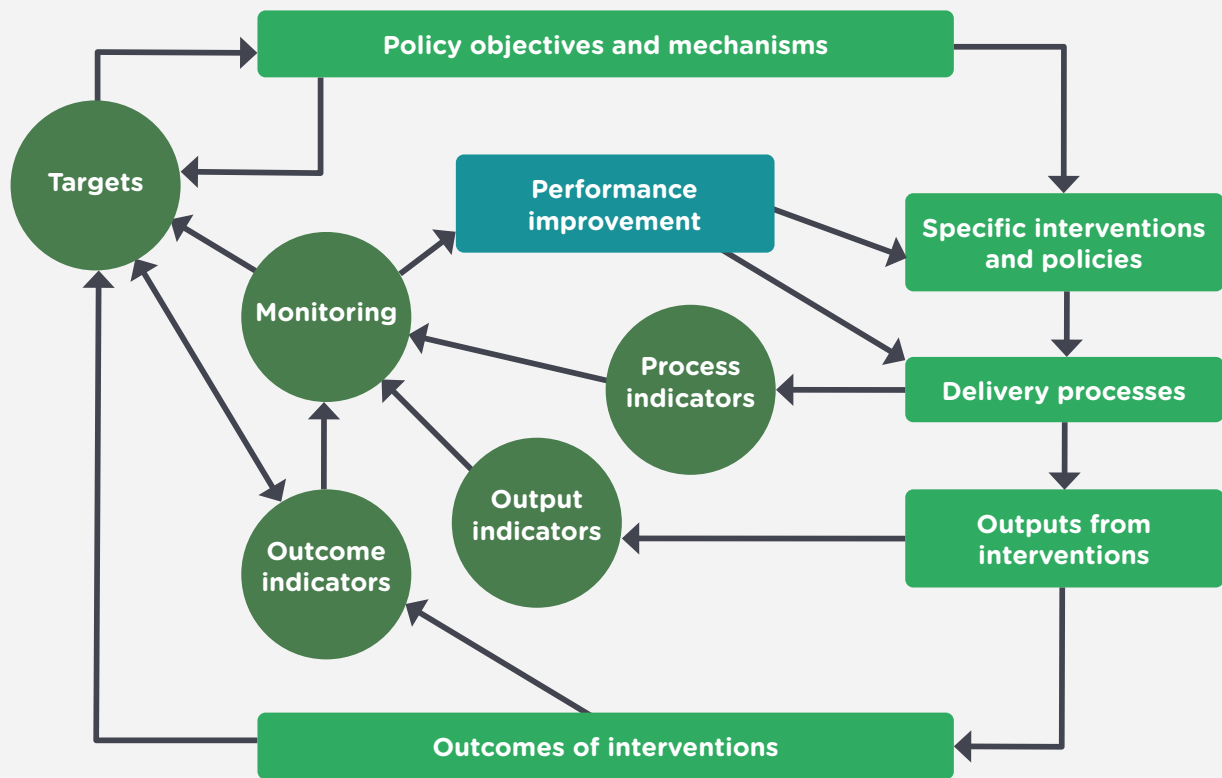 Policy objectives and mechanisms
Targets
Performance
improvement
Specific interventions
and policies
Monitoring
Process
indicators
Delivery processes
Output
indicators
Outputs from
interventions
Outcome
indicators
Outcomes of interventions